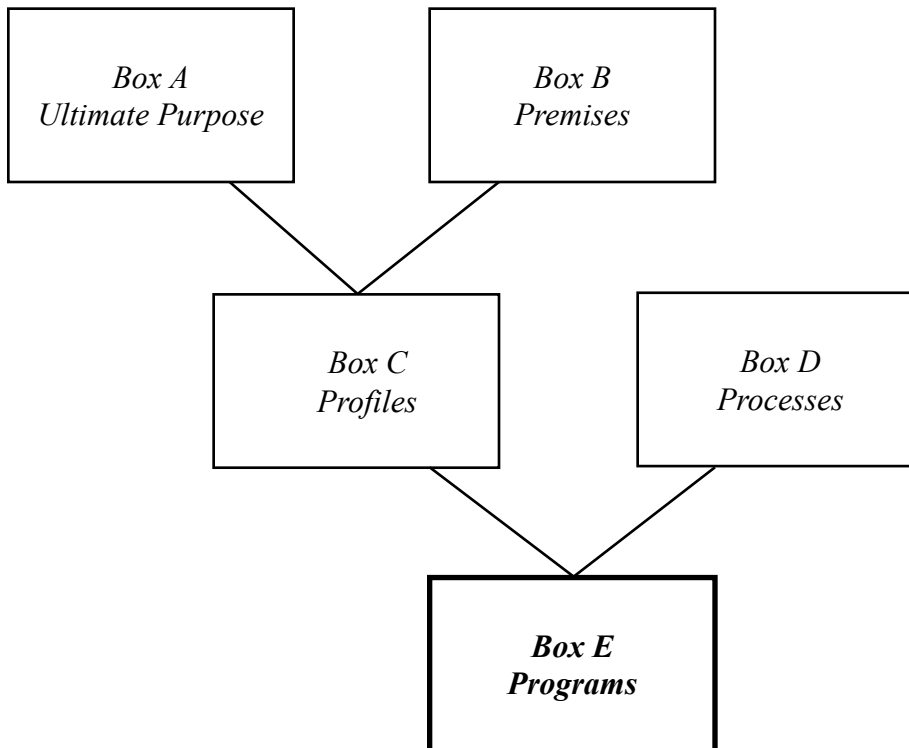 Box A
Ultimate Purpose
Box B
Premises
Box C
Profiles
Box D
Processes
Box E
Programs